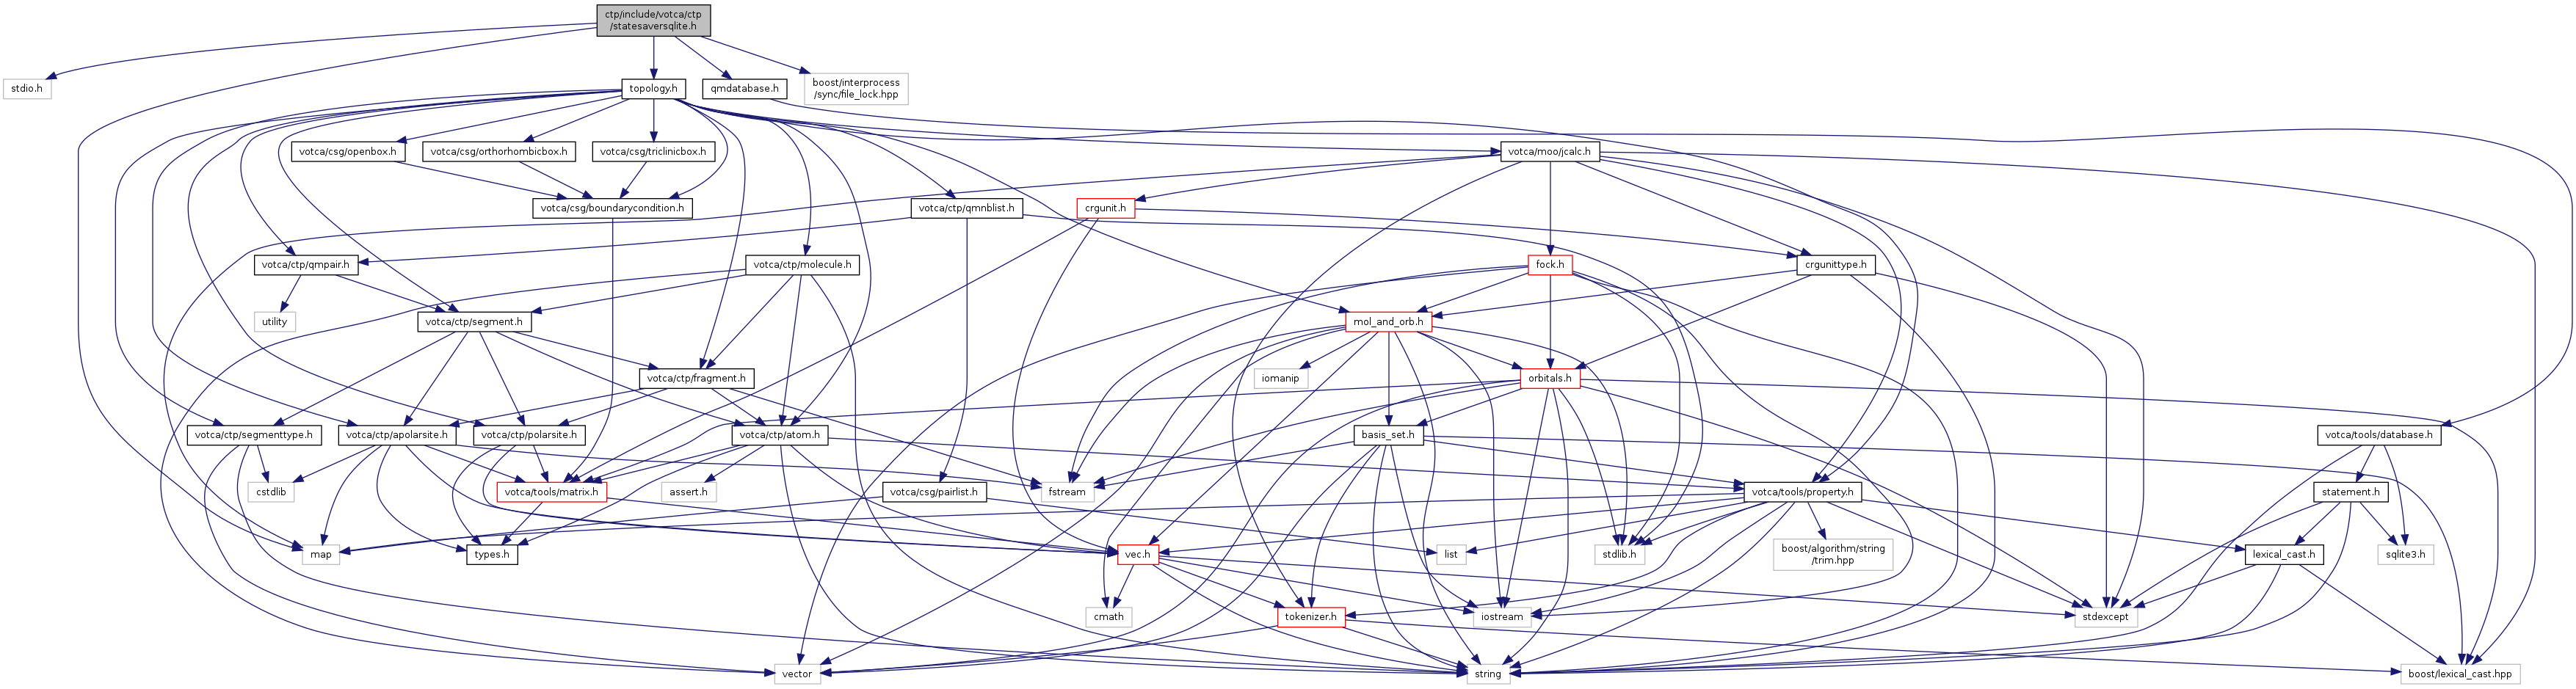 ctp/include/votca/ctp
/statesaversqlite.h
stdio.h
topology.h
qmdatabase.h
boost/interprocess
/sync/file_lock.hpp
votca/csg/openbox.h
votca/csg/orthorhombicbox.h
votca/csg/triclinicbox.h
votca/moo/jcalc.h
votca/csg/boundarycondition.h
votca/ctp/qmnblist.h
crgunit.h
votca/ctp/qmpair.h
votca/ctp/molecule.h
fock.h
crgunittype.h
utility
votca/ctp/segment.h
mol_and_orb.h
votca/ctp/fragment.h
iomanip
orbitals.h
votca/ctp/segmenttype.h
votca/ctp/apolarsite.h
votca/ctp/polarsite.h
votca/ctp/atom.h
basis_set.h
votca/tools/database.h
cstdlib
votca/tools/matrix.h
assert.h
votca/csg/pairlist.h
fstream
votca/tools/property.h
statement.h
map
types.h
vec.h
list
stdlib.h
boost/algorithm/string
/trim.hpp
lexical_cast.h
sqlite3.h
cmath
tokenizer.h
iostream
stdexcept
vector
string
boost/lexical_cast.hpp